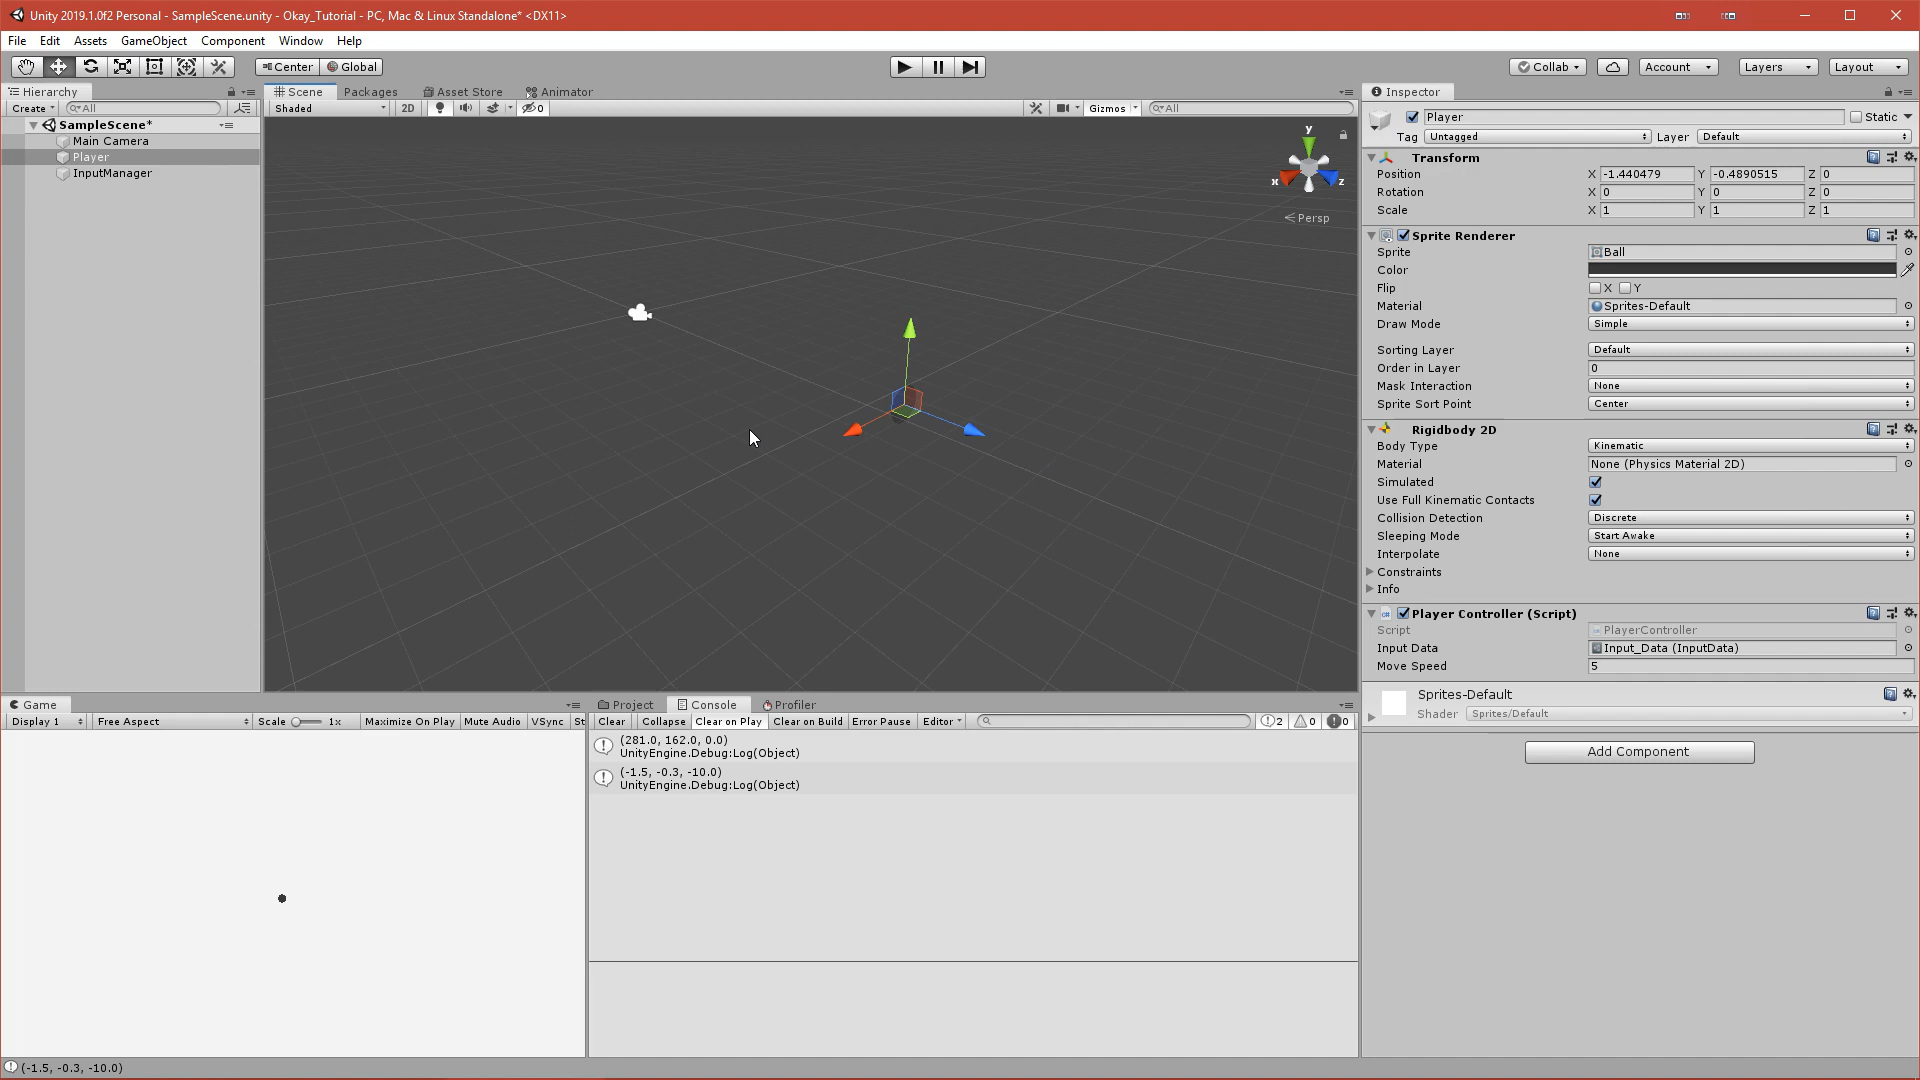 Unity 2019.1.0f2 Personal - SampleScene.unity - Okay_Tutorial - PC, Mac & Linux Standalone* <DX11>
File Edit Assets GameObject Component Window Help
Center Global Collab Account Layers Layout
Hierarchy
Create All
SampleScene*
Main Camera
Player
InputManager
Scene Packages Asset Store Animator
Shaded 2D 0 Gizmos All
y
x z
Persp
Inspector
Player Static
Tag Untagged Layer Default
Transform
Position X -1.440479 Y -0.4890515 Z 0
Rotation X 0 Y 0 Z 0
Scale X 1 Y 1 Z 1
Sprite Renderer
Sprite Ball
Color
Flip X Y
Material Sprites-Default
Draw Mode Simple
Sorting Layer Default
Order in Layer 0
Mask Interaction None
Sprite Sort Point Center
Rigidbody 2D
Body Type Kinematic
Material None (Physics Material 2D)
Simulated
Use Full Kinematic Contacts
Collision Detection Discrete
Sleeping Mode Start Awake
Interpolate None
Constraints
Info
Player Controller (Script)
Script PlayerController
Input Data Input_Data (InputData)
Move Speed 5
Sprites-Default
Shader Sprites/Default
Add Component
Game
Display 1 Free Aspect Scale 1x Maximize On Play Mute Audio VSync St
Project Console Profiler
Clear Collapse Clear on Play Clear on Build Error Pause Editor 2 0 0
(281.0, 162.0, 0.0)
UnityEngine.Debug:Log(Object)
(-1.5, -0.3, -10.0)
UnityEngine.Debug:Log(Object)
(-1.5, -0.3, -10.0)